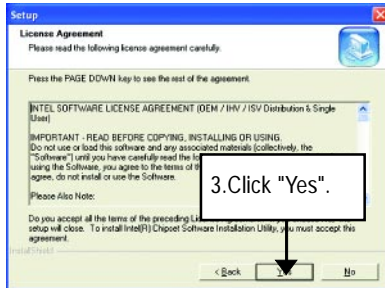 Setup
License Agreement
Please read the following license agreement carefully.
Press the PAGE DOWN key to see the rest of the agreement.
INTEL SOFTWARE LICENSE AGREEMENT (OEM / IHV / ISV Distribution & Single
User)
IMPORTANT - READ BEFORE COPYING, INSTALLING OR USING.
Do not use or load this software and any associated materials (collectively, the
"Software") until you have carefully read the fo
using the Software, you agree to the terms of th
agree, do not install or use the Software.
Please Also Note:
3.Click "Yes".
Do you accept all the terms of the preceding Lic
setup will close. To install Intel(R) Chipset Software Installation Utility, you must accept this
agreement.
InstallShield
< Back
No